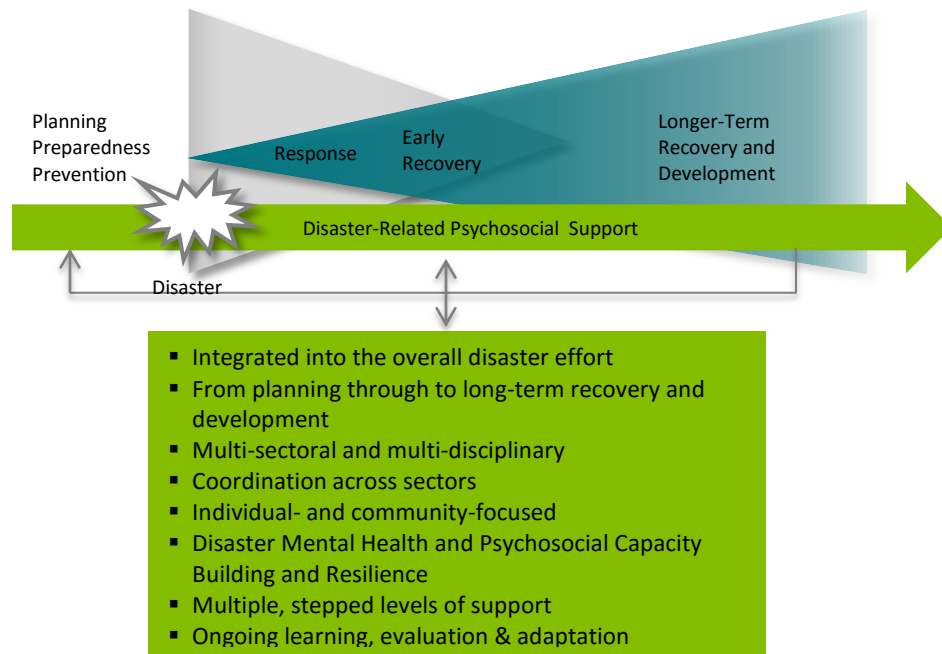 Planning
Preparedness
Prevention
Response
Early
Recovery
Longer-Term
Recovery and
Development
Disaster-Related Psychosocial Support
Disaster
▪ Integrated into the overall disaster effort
▪ From planning through to long-term recovery and
development
▪ Multi-sectoral and multi-disciplinary
▪ Coordination across sectors
▪ Individual- and community-focused
▪ Disaster Mental Health and Psychosocial Capacity
Building and Resilience
▪ Multiple, stepped levels of support
▪ Ongoing learning, evaluation & adaptation